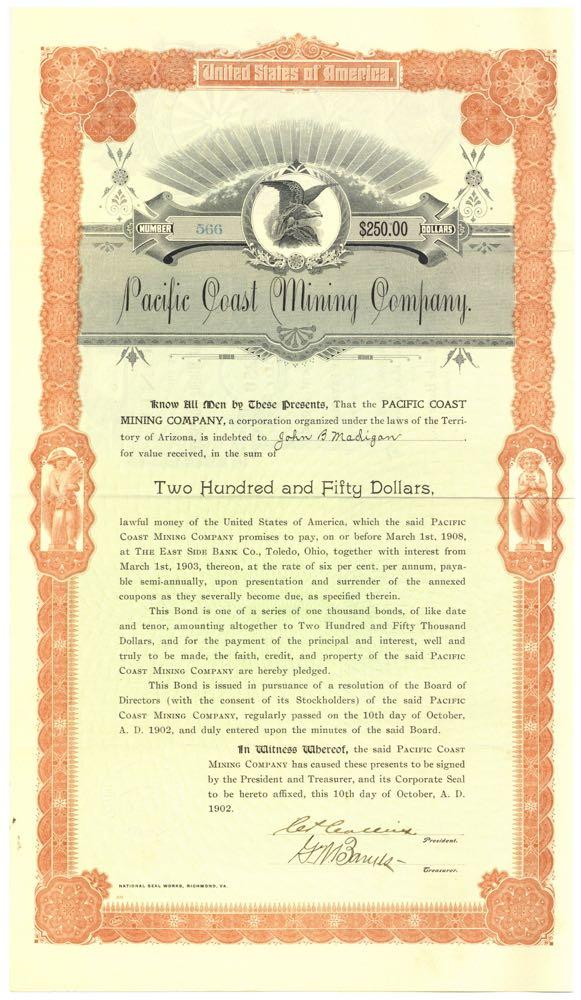 United States of America.
NUMBER 566 $250.00 DOLLARS
Pacific Coast Mining Company.
Know All Men by These Presents, That the PACIFIC COAST
MINING COMPANY, a corporation organized under the laws of the Terri-
tory of Arizona, is indebted to John B Madigan,
for value received, in the sum of
Two Hundred and Fifty Dollars,
lawful money of the United States of America, which the said PACIFIC
COAST MINING COMPANY promises to pay, on or before March 1st, 1908,
at THE EAST SIDE BANK CO., Toledo, Ohio, together with interest from
March 1st, 1903, thereon, at the rate of six per cent. per annum, paya-
ble semi-annually, upon presentation and surrender of the annexed
coupons as they severally become due, as specified therein.
This Bond is one of a series of one thousand bonds, of like date
and tenor, amounting altogether to Two Hundred and Fifty Thousand
Dollars, and for the payment of the principal and interest, well and
truly to be made, the faith, credit, and property of the said PACIFIC
COAST MINING COMPANY are hereby pledged.
This Bond is issued in pursuance of a resolution of the Board of
Directors (with the consent of its Stockholders) of the said PACIFIC
COAST MINING COMPANY, regularly passed on the 10th day of October,
A. D. 1902, and duly entered upon the minutes of the said Board.
In Witness Whereof, the said PACIFIC COAST
MINING COMPANY has caused these presents to be signed
by the President and Treasurer, and its Corporate Seal
to be hereto affixed, this 10th day of October, A. D.
1902.
President.
Treasurer.
NATIONAL SEAL WORKS, RICHMOND, VA.